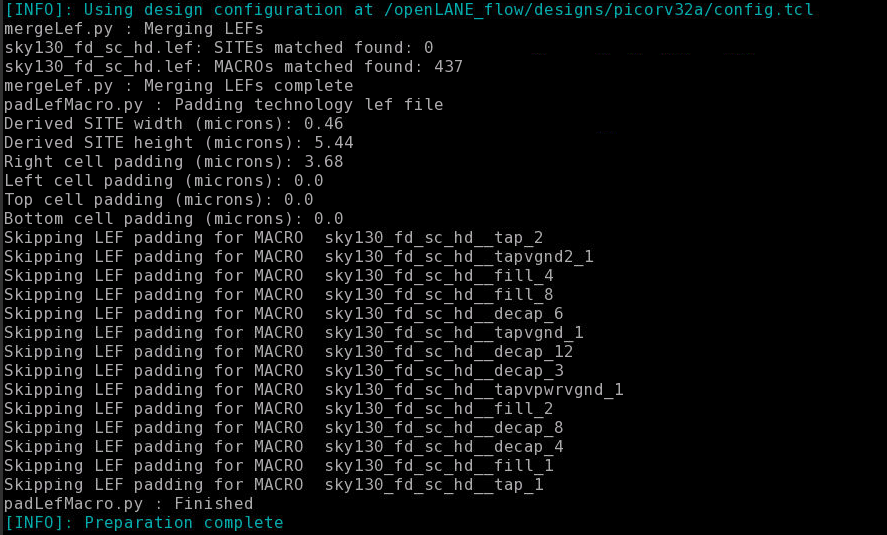 [INFO]: Using design configuration at /openLANE_flow/designs/picorv32a/config.tcl
mergeLef.py : Merging LEFs
sky130_fd_sc_hd.lef: SITEs matched found: 0
sky130_fd_sc_hd.lef: MACROs matched found: 437
mergeLef.py : Merging LEFs complete
padLefMacro.py : Padding technology lef file
Derived SITE width (microns): 0.46
Derived SITE height (microns): 5.44
Right cell padding (microns): 3.68
Left cell padding (microns): 0.0
Top cell padding (microns): 0.0
Bottom cell padding (microns): 0.0
Skipping LEF padding for MACRO  sky130_fd_sc_hd__tap_2
Skipping LEF padding for MACRO  sky130_fd_sc_hd__tapvgnd2_1
Skipping LEF padding for MACRO  sky130_fd_sc_hd__fill_4
Skipping LEF padding for MACRO  sky130_fd_sc_hd__fill_8
Skipping LEF padding for MACRO  sky130_fd_sc_hd__decap_6
Skipping LEF padding for MACRO  sky130_fd_sc_hd__tapvgnd_1
Skipping LEF padding for MACRO  sky130_fd_sc_hd__decap_12
Skipping LEF padding for MACRO  sky130_fd_sc_hd__decap_3
Skipping LEF padding for MACRO  sky130_fd_sc_hd__tapvpwrvgnd_1
Skipping LEF padding for MACRO  sky130_fd_sc_hd__fill_2
Skipping LEF padding for MACRO  sky130_fd_sc_hd__decap_8
Skipping LEF padding for MACRO  sky130_fd_sc_hd__decap_4
Skipping LEF padding for MACRO  sky130_fd_sc_hd__fill_1
Skipping LEF padding for MACRO  sky130_fd_sc_hd__tap_1
padLefMacro.py : Finished
[INFO]: Preparation complete